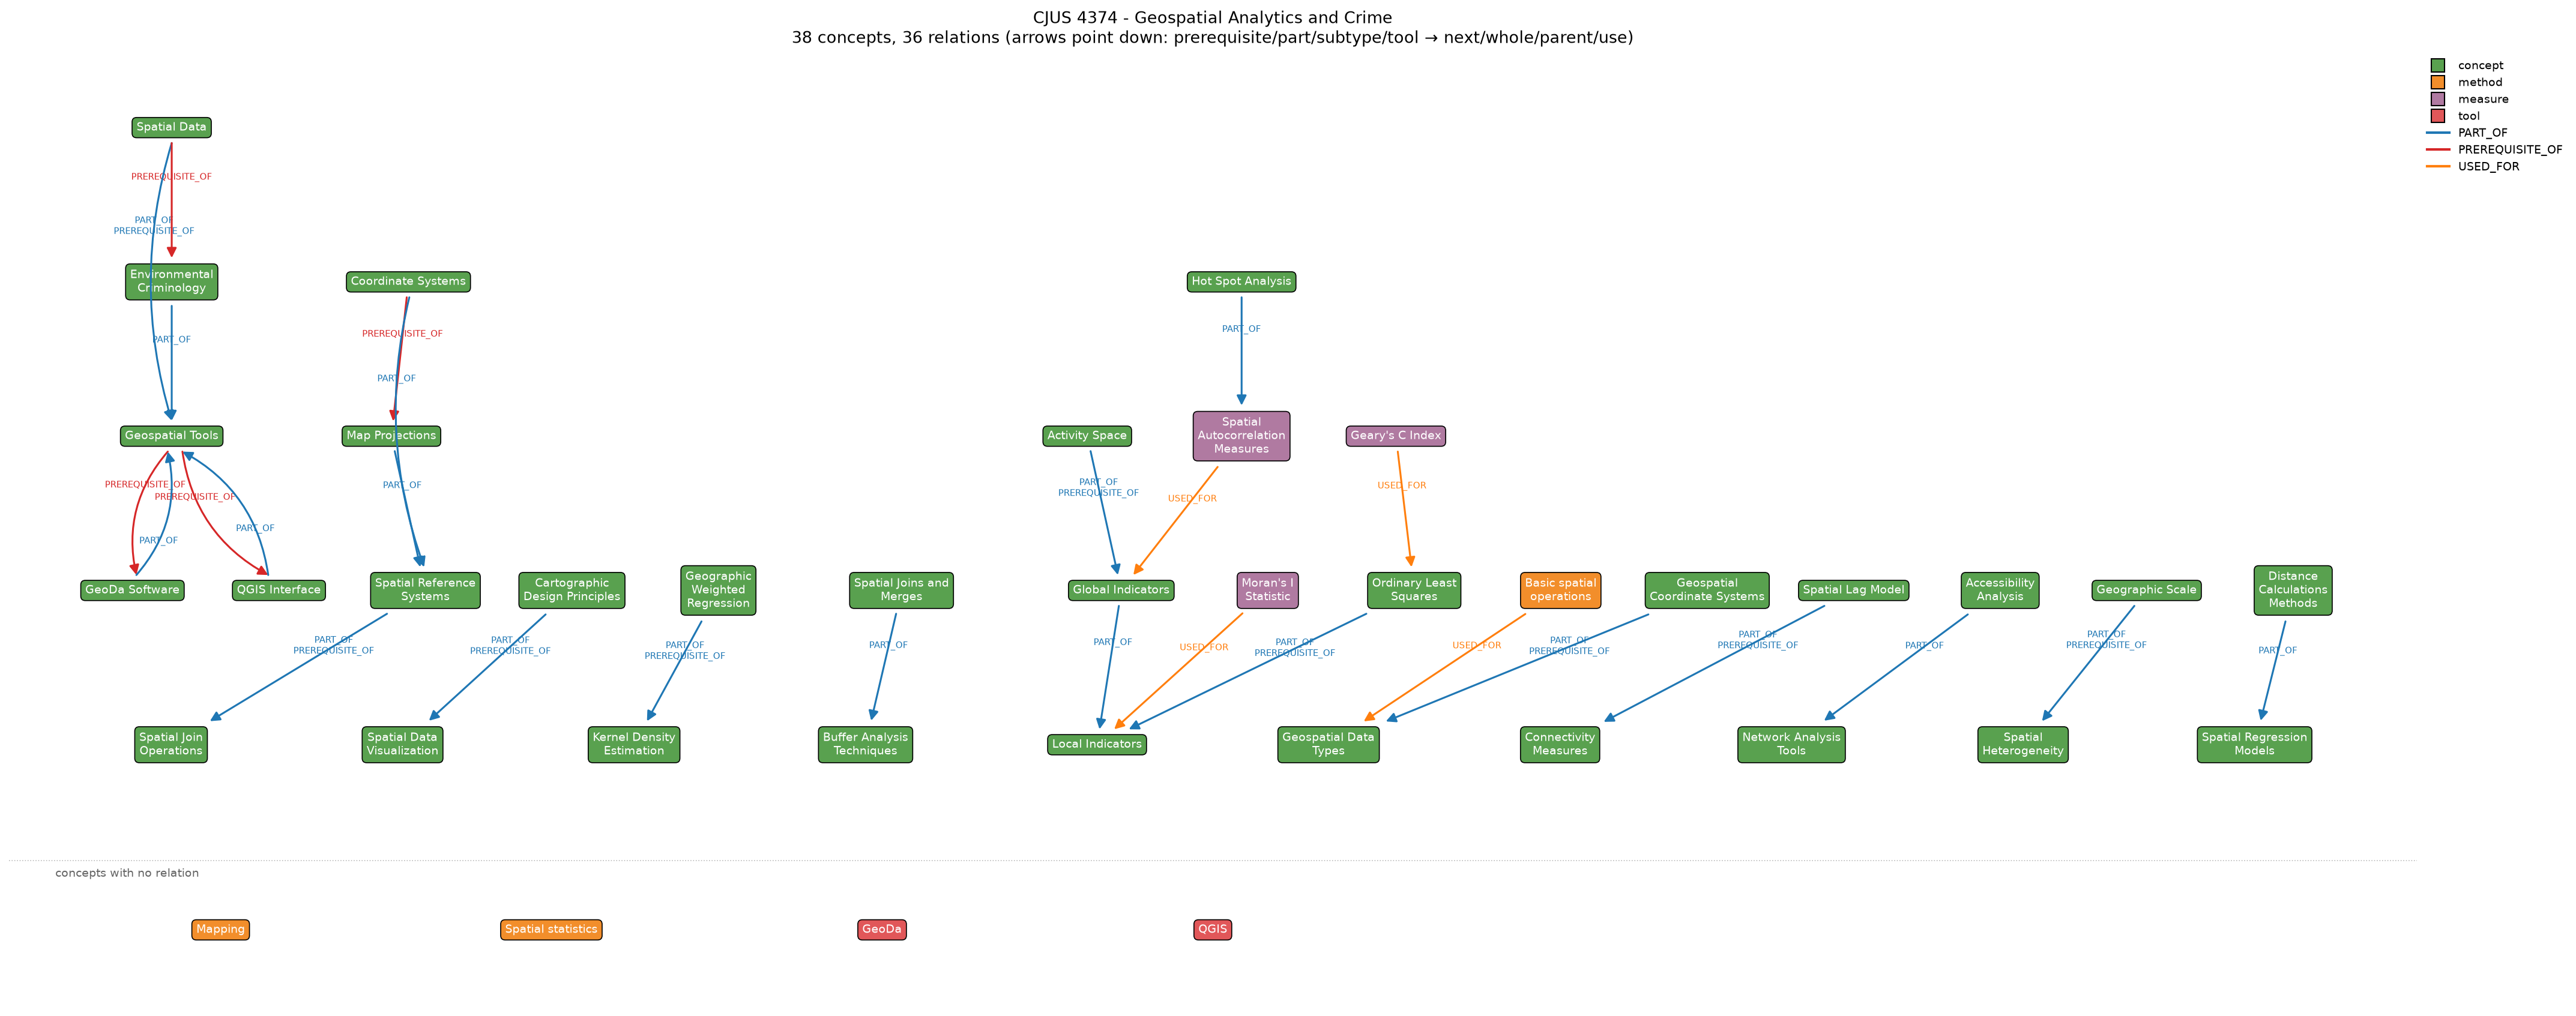 CJUS 4374 - Geospatial Analytics and Crime
38 concepts, 36 relations (arrows point down: prerequisite/part/subtype/tool → next/whole/parent/use)
concept
method
measure
tool
PART_OF
PREREQUISITE_OF
USED_FOR
Spatial Data
PREREQUISITE_OF
PART_OF
PREREQUISITE_OF
Environmental
Criminology
Coordinate Systems
Hot Spot Analysis
PREREQUISITE_OF
PART_OF
PART_OF
PART_OF
Geospatial Tools
Map Projections
Activity Space
Spatial
Autocorrelation
Measures
Geary's C Index
PREREQUISITE_OF
PREREQUISITE_OF
PART_OF
PART_OF
PART_OF
PART_OF
PREREQUISITE_OF
USED_FOR
USED_FOR
GeoDa Software
QGIS Interface
Spatial Reference
Systems
Cartographic
Design Principles
Geographic
Weighted
Regression
Spatial Joins and
Merges
Global Indicators
Moran's I
Statistic
Ordinary Least
Squares
Basic spatial
operations
Geospatial
Coordinate Systems
Spatial Lag Model
Accessibility
Analysis
Geographic Scale
Distance
Calculations
Methods
PART_OF
PREREQUISITE_OF
PART_OF
PREREQUISITE_OF
PART_OF
PREREQUISITE_OF
PART_OF
PART_OF
USED_FOR
PART_OF
PREREQUISITE_OF
USED_FOR
PART_OF
PREREQUISITE_OF
PART_OF
PREREQUISITE_OF
PART_OF
PART_OF
PREREQUISITE_OF
PART_OF
Spatial Join
Operations
Spatial Data
Visualization
Kernel Density
Estimation
Buffer Analysis
Techniques
Local Indicators
Geospatial Data
Types
Connectivity
Measures
Network Analysis
Tools
Spatial
Heterogeneity
Spatial Regression
Models
concepts with no relation
Mapping
Spatial statistics
GeoDa
QGIS